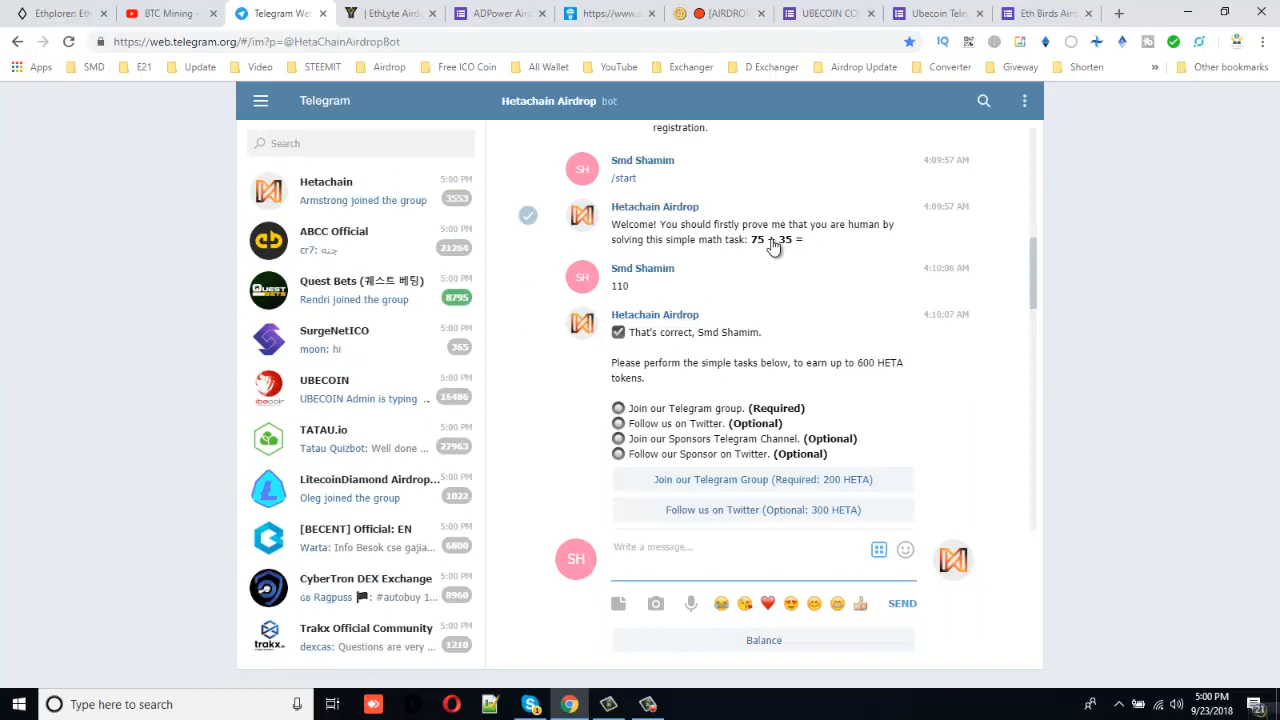 Ethplorer Wel
BTC Mining -
Telegram We
[Ethlyte Airdro
ADPower Airdr
https://www.
[AIRDROP
UBECOIN CO
Ubecoin Tele
Eth Birds Airdr
https://web.telegram.org/#/im?p=@HetaChainAirdropBot
Apps
SMD
E21
Update
Video
STEEMIT
Airdrop
Free ICO Coin
All Wallet
YouTube
Exchanger
Airdrop Update
Converter
Giveway
Shorten
»
Other bookmarks
Telegram
Hetachain Airdrop bot
Search
Hetachain
5:00 PM
Armstrong joined the group
3553
ABCC Official
5:00 PM
21264
Quest Bets (퀘스트 베팅)
5:00 PM
Rendri joined the group
8795
SurgeNetICO
5:00 PM
moon: hi
365
UBECOIN
5:00 PM
UBECOIN Admin is typing ..
16486
TATAU.io
5:00 PM
Tatau Quizbot: Well done ...
27963
LitecoinDiamond Airdrop...
5:00 PM
Oleg joined the group
1022
[BECENT] Official: EN
5:00 PM
Warta: Info Besok cse gajia...
6800
CyberTron DEX Exchange
5:00 PM
GB Ragpuss 🏴: #autobuy 1...
8960
Trakx Official Community
5:00 PM
dexcas: Questions are very ...
1210
registration.
SH
Smd Shamim
4:09:57 AM
/start
Hetachain Airdrop
4:09:57 AM
Welcome! You should firstly prove me that you are human by
solving this simple math task: 75 + 35 =
SH
Smd Shamim
4:10:06 AM
110
Hetachain Airdrop
4:10:07 AM
That's correct, Smd Shamim.
Please perform the simple tasks below, to earn up to 600 HETA
tokens.
Join our Telegram group. (Required)
Follow us on Twitter. (Optional)
Join our Sponsors Telegram Channel. (Optional)
Follow our Sponsor on Twitter. (Optional)
Join our Telegram Group (Required: 200 HETA)
Follow us on Twitter (Optional: 300 HETA)
SH
Write a message...
SEND
Balance
Type here to search
5:00 PM
9/23/2018